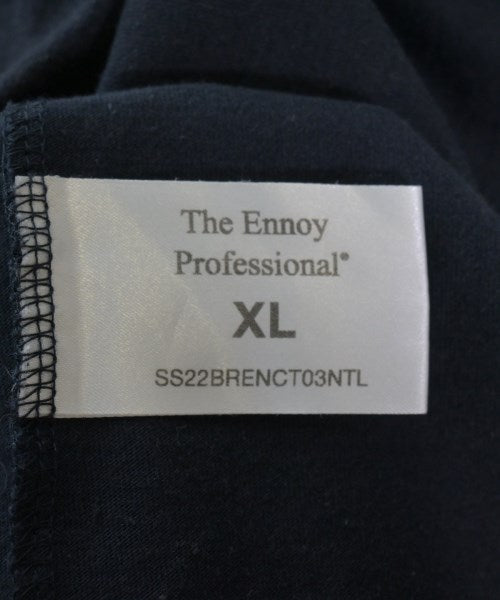 The Ennoy
Professional®
XL
SS22BRENCT03NTL